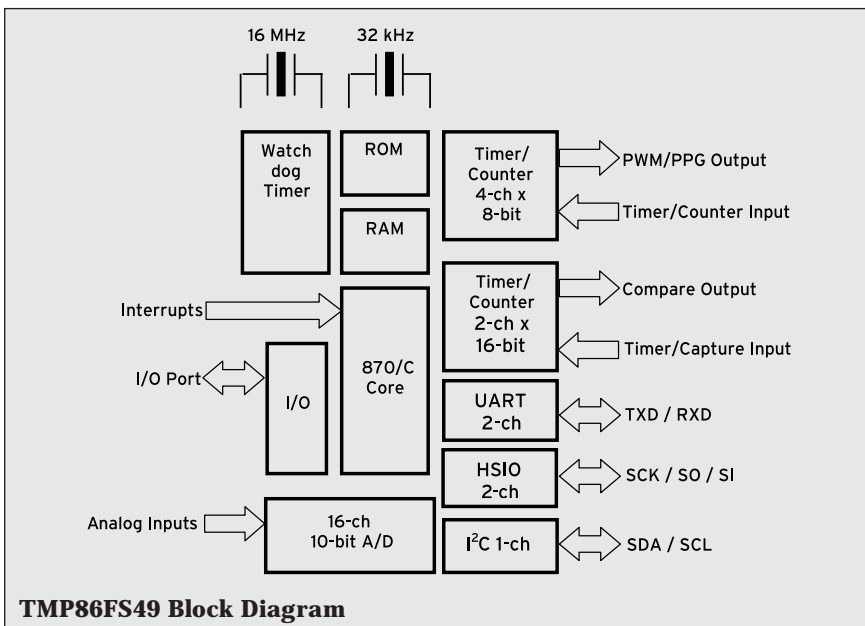 16 MHz
32 kHz
Watch
dog
Timer
ROM
RAM
Timer/
Counter
4-ch x
8-bit
PWM/PPG Output
Timer/Counter Input
Timer/
Counter
2-ch x
16-bit
Compare Output
Timer/Capture Input
Interrupts
I/O Port
I/O
870/C
Core
UART
2-ch
TXD / RXD
HSIO
2-ch
SCK / SO / SI
Analog Inputs
16-ch
10-bit A/D
I²C 1-ch
SDA / SCL
TMP86FS49 Block Diagram